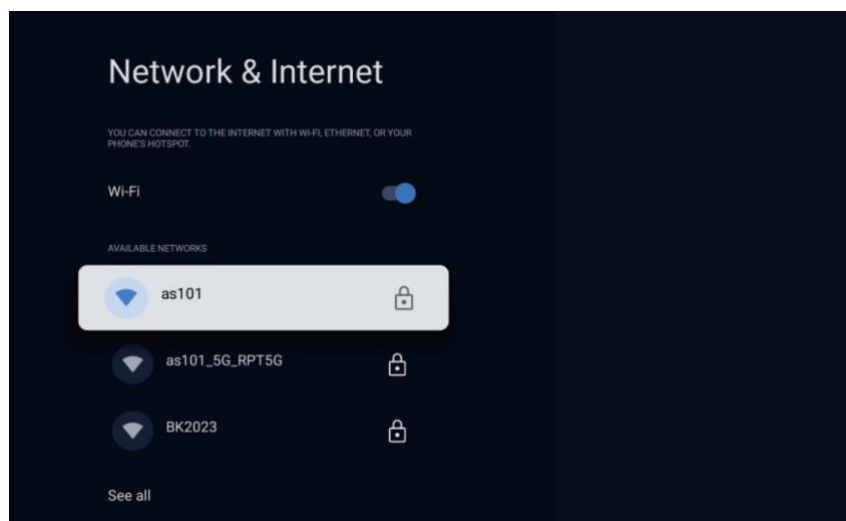 Network & Internet
YOU CAN CONNECT TO THE INTERNET WITH WI-FI, ETHERNET, OR YOUR
PHONE'S HOTSPOT.
Wi-Fi
AVAILABLE NETWORKS
as101
as101_5G_RPT5G
BK2023
See all